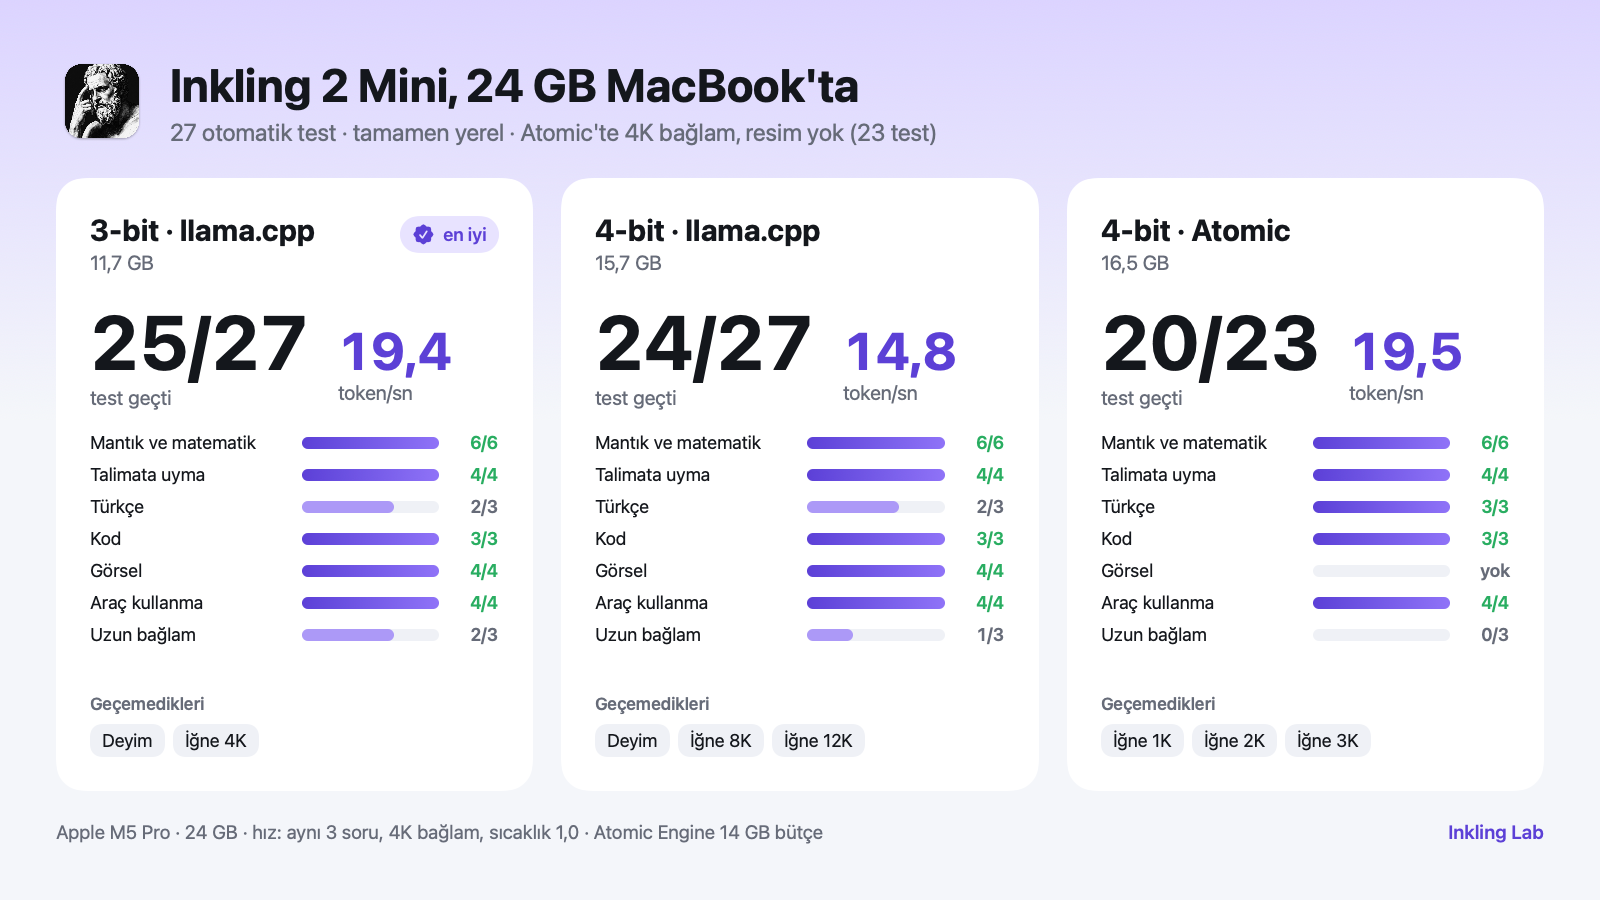 Inkling 2 Mini, 24 GB MacBook'ta
27 otomatik test · tamamen yerel · Atomic'te 4K bağlam, resim yok (23 test)
3-bit · llama.cpp
en iyi
11,7 GB
25/27
19,4
test geçti
token/sn
Mantık ve matematik 6/6
Talimata uyma 4/4
Türkçe 2/3
Kod 3/3
Görsel 4/4
Araç kullanma 4/4
Uzun bağlam 2/3
Geçemedikleri
Deyim İğne 4K
4-bit · llama.cpp
15,7 GB
24/27
14,8
test geçti
token/sn
Mantık ve matematik 6/6
Talimata uyma 4/4
Türkçe 2/3
Kod 3/3
Görsel 4/4
Araç kullanma 4/4
Uzun bağlam 1/3
Geçemedikleri
Deyim İğne 8K İğne 12K
4-bit · Atomic
16,5 GB
20/23
19,5
test geçti
token/sn
Mantık ve matematik 6/6
Talimata uyma 4/4
Türkçe 3/3
Kod 3/3
Görsel yok
Araç kullanma 4/4
Uzun bağlam 0/3
Geçemedikleri
İğne 1K İğne 2K İğne 3K
Apple M5 Pro · 24 GB · hız: aynı 3 soru, 4K bağlam, sıcaklık 1,0 · Atomic Engine 14 GB bütçe
Inkling Lab